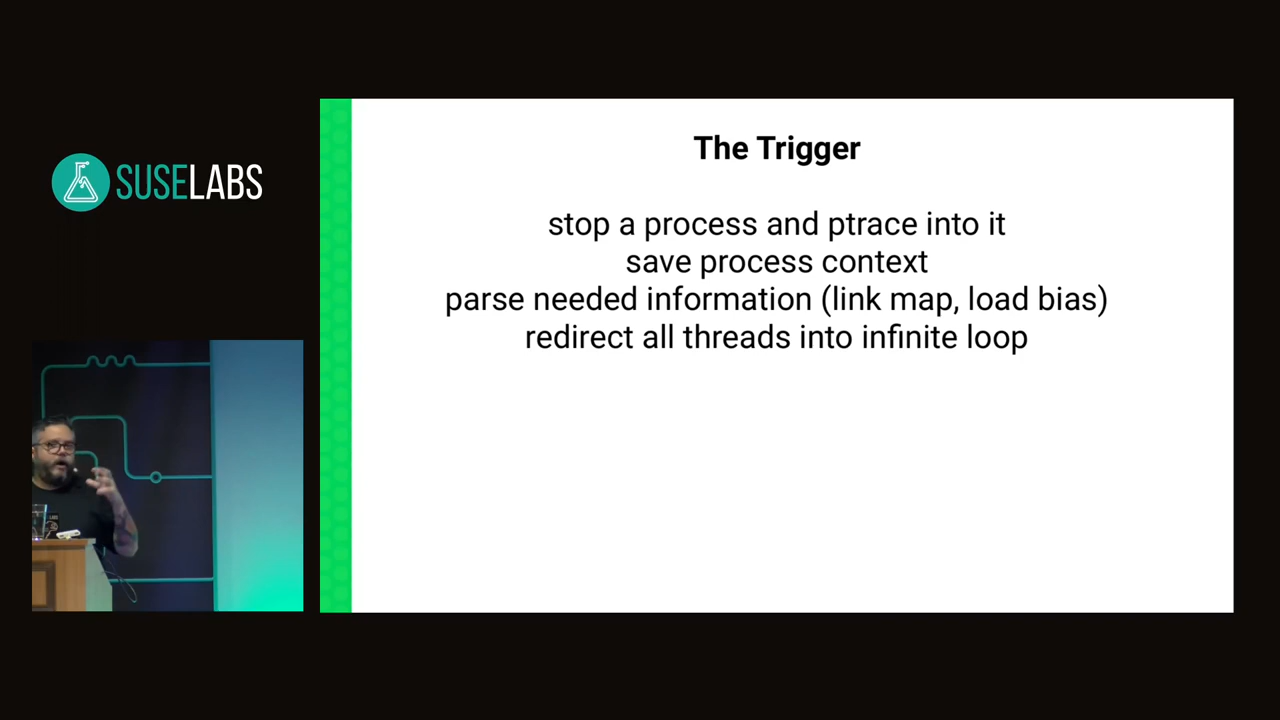 SUSELABS
The Trigger
stop a process and ptrace into it
save process context
parse needed information (link map, load bias)
redirect all threads into infinite loop